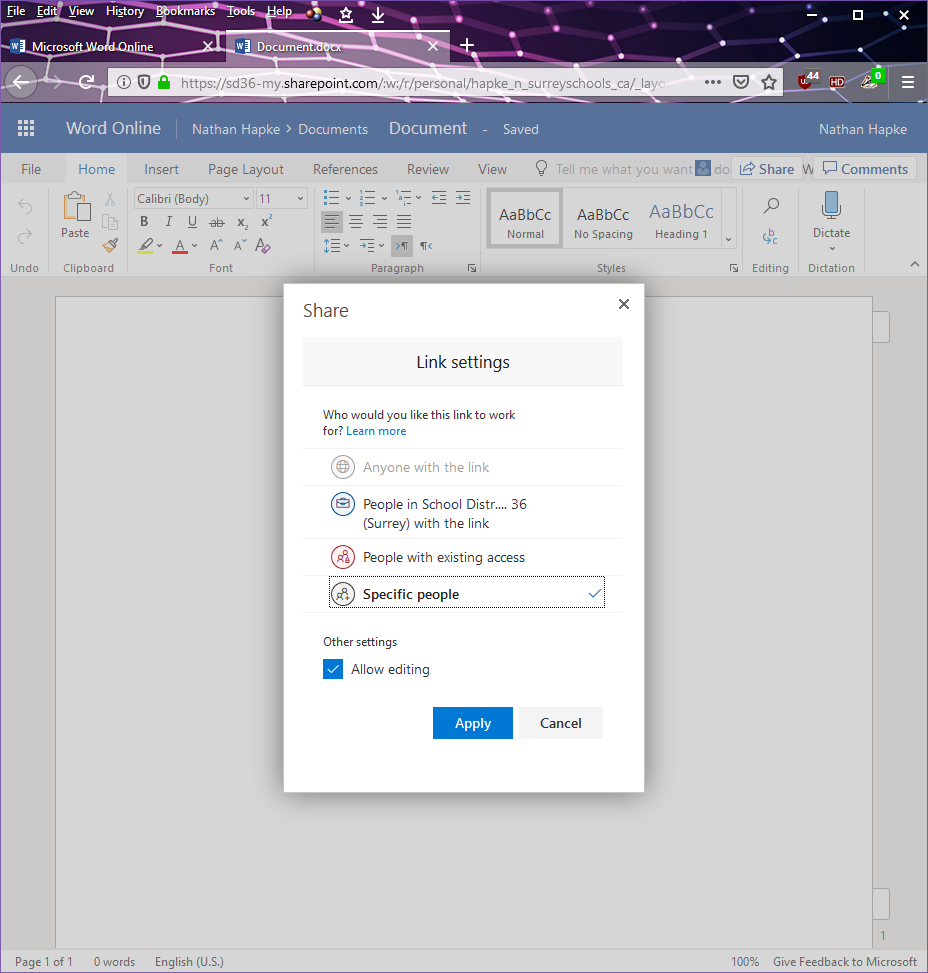 File Edit View History Bookmarks Tools Help
Microsoft Word Online
Document.docx
https://sd36-my.sharepoint.com/:w:/r/personal/hapke_n_surreyschools_ca/_layo
44
HD
0
Word Online
Nathan Hapke > Documents
Document - Saved
Nathan Hapke
File Home Insert Page Layout References Review View
Tell me what you want do
Share
W
Comments
Paste
Calibri (Body)
11
B I U ab x₂ x²
A A A A
AaBbCc
Normal
AaBbCc
No Spacing
AaBbCc
Heading 1
Dictate
Undo Clipboard Font Paragraph Styles Editing Dictation
Share
Link settings
Who would you like this link to work
for? Learn more
Anyone with the link
People in School Distr.... 36
(Surrey) with the link
People with existing access
Specific people
Other settings
Allow editing
Apply
Cancel
1
Page 1 of 1 0 words English (U.S.)
100% Give Feedback to Microsoft